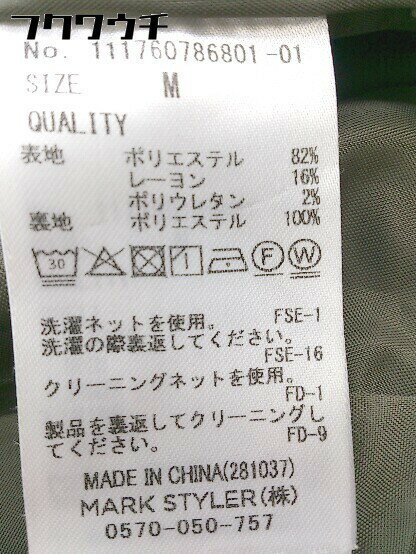 フクワウチ
No. 111760786801-01
SIZE M
QUALITY
表地 ポリエステル 82%
レーヨン 16%
ポリウレタン 2%
裏地 ポリエステル 100%
30 F W
洗濯ネットを使用。 FSE-1
洗濯の際裏返してください。
FSE-16
クリーニングネットを使用。
FD-1
製品を裏返してクリーニングし
てください。 FD-9
MADE IN CHINA(281037)
MARK STYLER(株)
0570-050-757